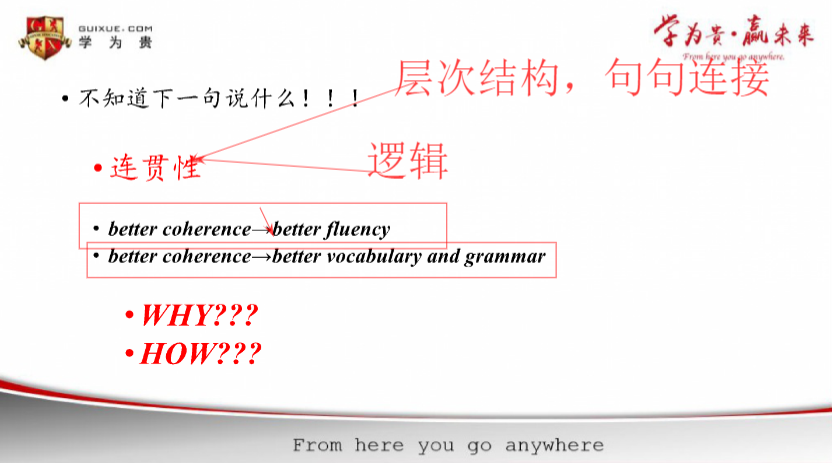 GUIXUE.COM
学为贵
学为贵·赢未来
From here you go anywhere.
层次结构，句句连接
• 不知道下一句说什么！！！
• 连贯性
逻辑
• better coherence→better fluency
• better coherence→better vocabulary and grammar
• WHY???
• HOW???
From here you go anywhere